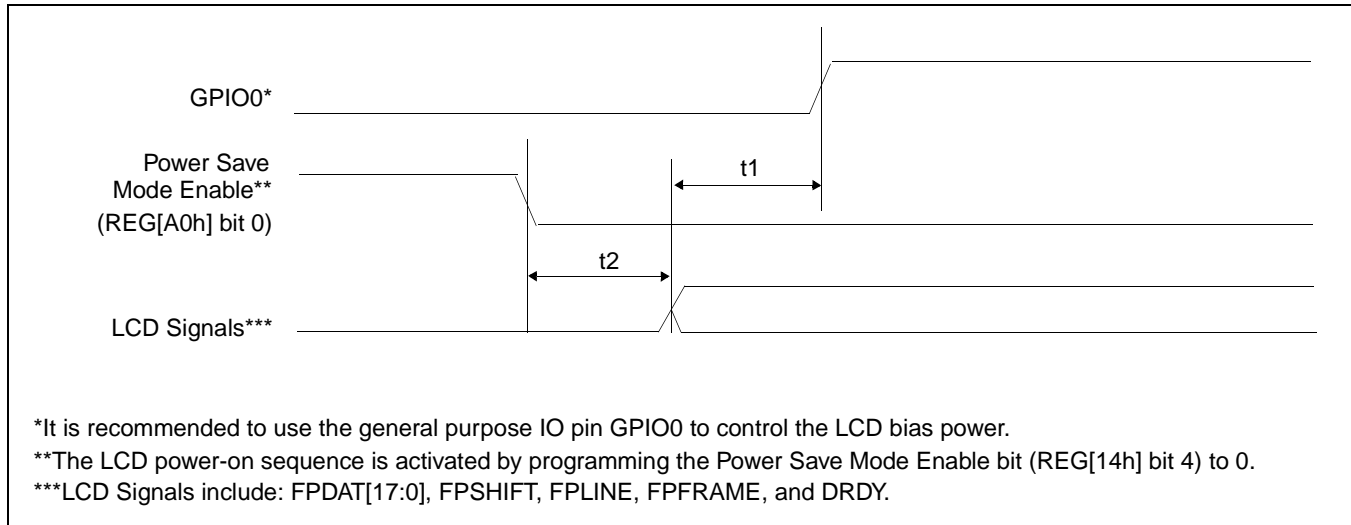 GPIO0*
Power Save
Mode Enable**
(REG[A0h] bit 0)
t1
t2
LCD Signals***
*It is recommended to use the general purpose IO pin GPIO0 to control the LCD bias power.
**The LCD power-on sequence is activated by programming the Power Save Mode Enable bit (REG[14h] bit 4) to 0.
***LCD Signals include: FPDAT[17:0], FPSHIFT, FPLINE, FPFRAME, and DRDY.